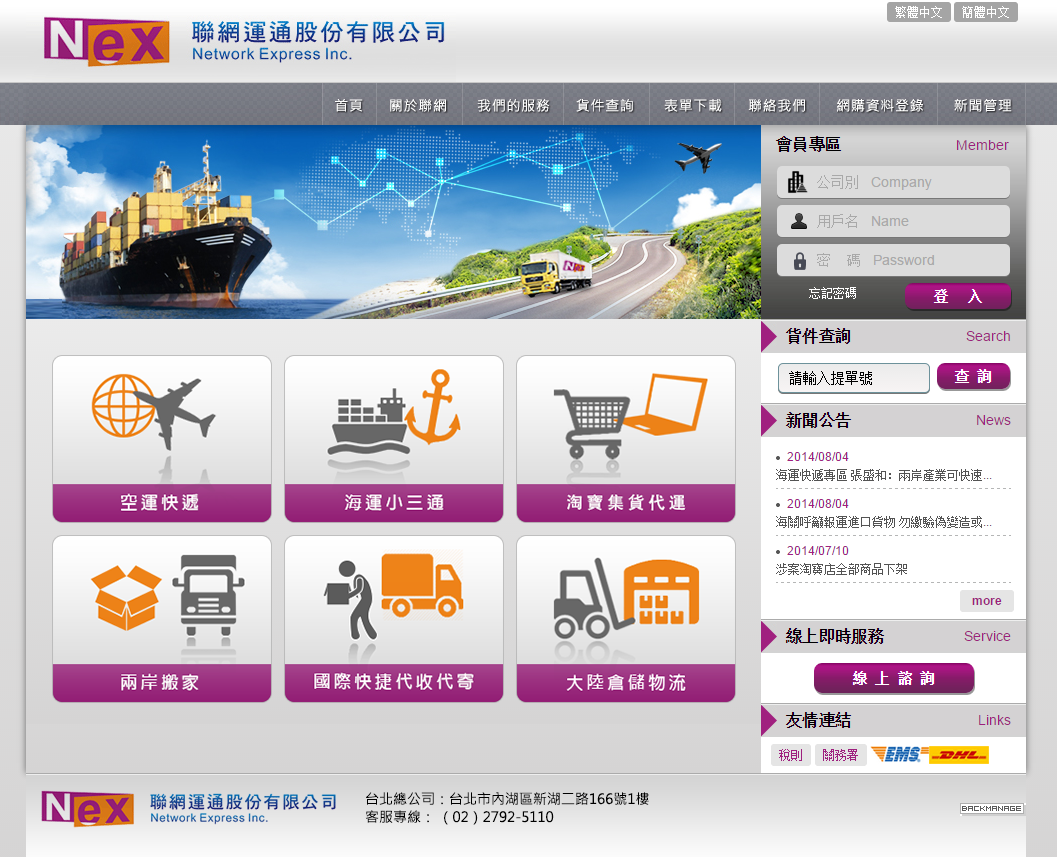 繁體中文 簡體中文
Nex 聯網運通股份有限公司
Network Express Inc.
首頁 關於聯網 我們的服務 貨件查詢 表單下載 聯絡我們 網購資料登錄 新聞管理
Nex
會員專區 Member
公司別 Company
用戶名 Name
密 碼 Password
忘記密碼 登 入
貨件查詢 Search
請輸入提單號 查 詢
新聞公告 News
2014/08/04
海運快遞專區 張盛和：兩岸產業可快速...
2014/08/04
海關呼籲報運進口貨物 勿繳驗偽變造或...
2014/07/10
涉案淘寶店全部商品下架
more
線上即時服務 Service
線 上 諮 詢
友情連結 Links
稅則 關務署 EMS DHL
空運快遞 海運小三通 淘寶集貨代運
兩岸搬家 國際快捷代收代寄 大陸倉儲物流
Nex 聯網運通股份有限公司
Network Express Inc.
台北總公司：台北市內湖區新湖二路166號1樓
客服專線：（02）2792-5110
BACKMANAGE